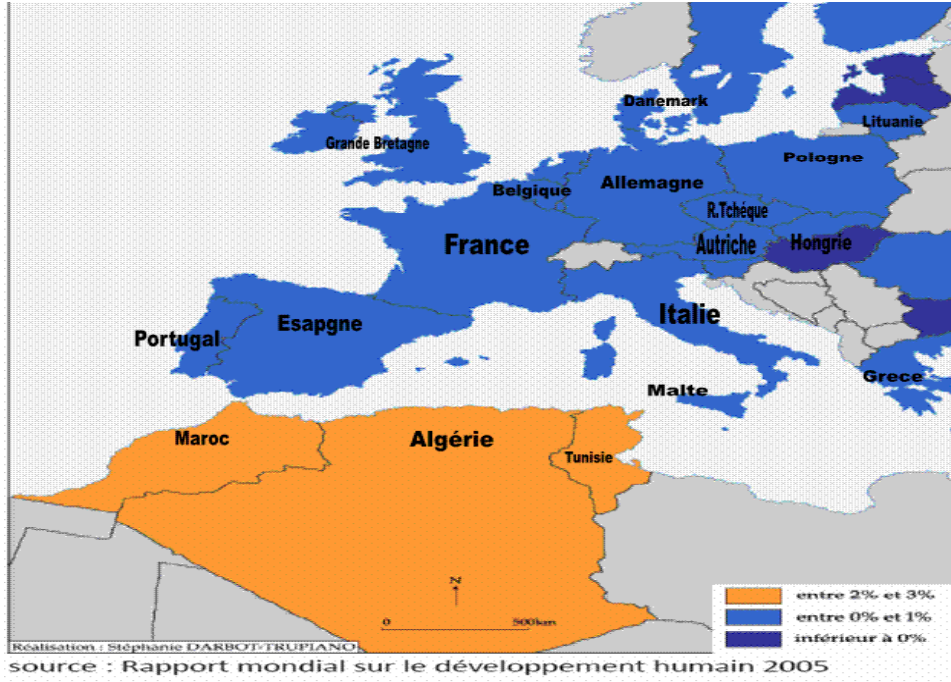 Danemark
Lituanie
Grande Bretagne
Pologne
Belgique
Allemagne
R.Tchéque
France
Autriche
Hongrie
Portugal
Esapgne
Italie
Malte
Grece
Maroc
Algérie
Tunisie
N
0 500km
entre 2% et 3%
entre 0% et 1%
inférieur à 0%
Réalisation : Stéphanie DARBOT-TRUPIANO
source : Rapport mondial sur le développement humain 2005